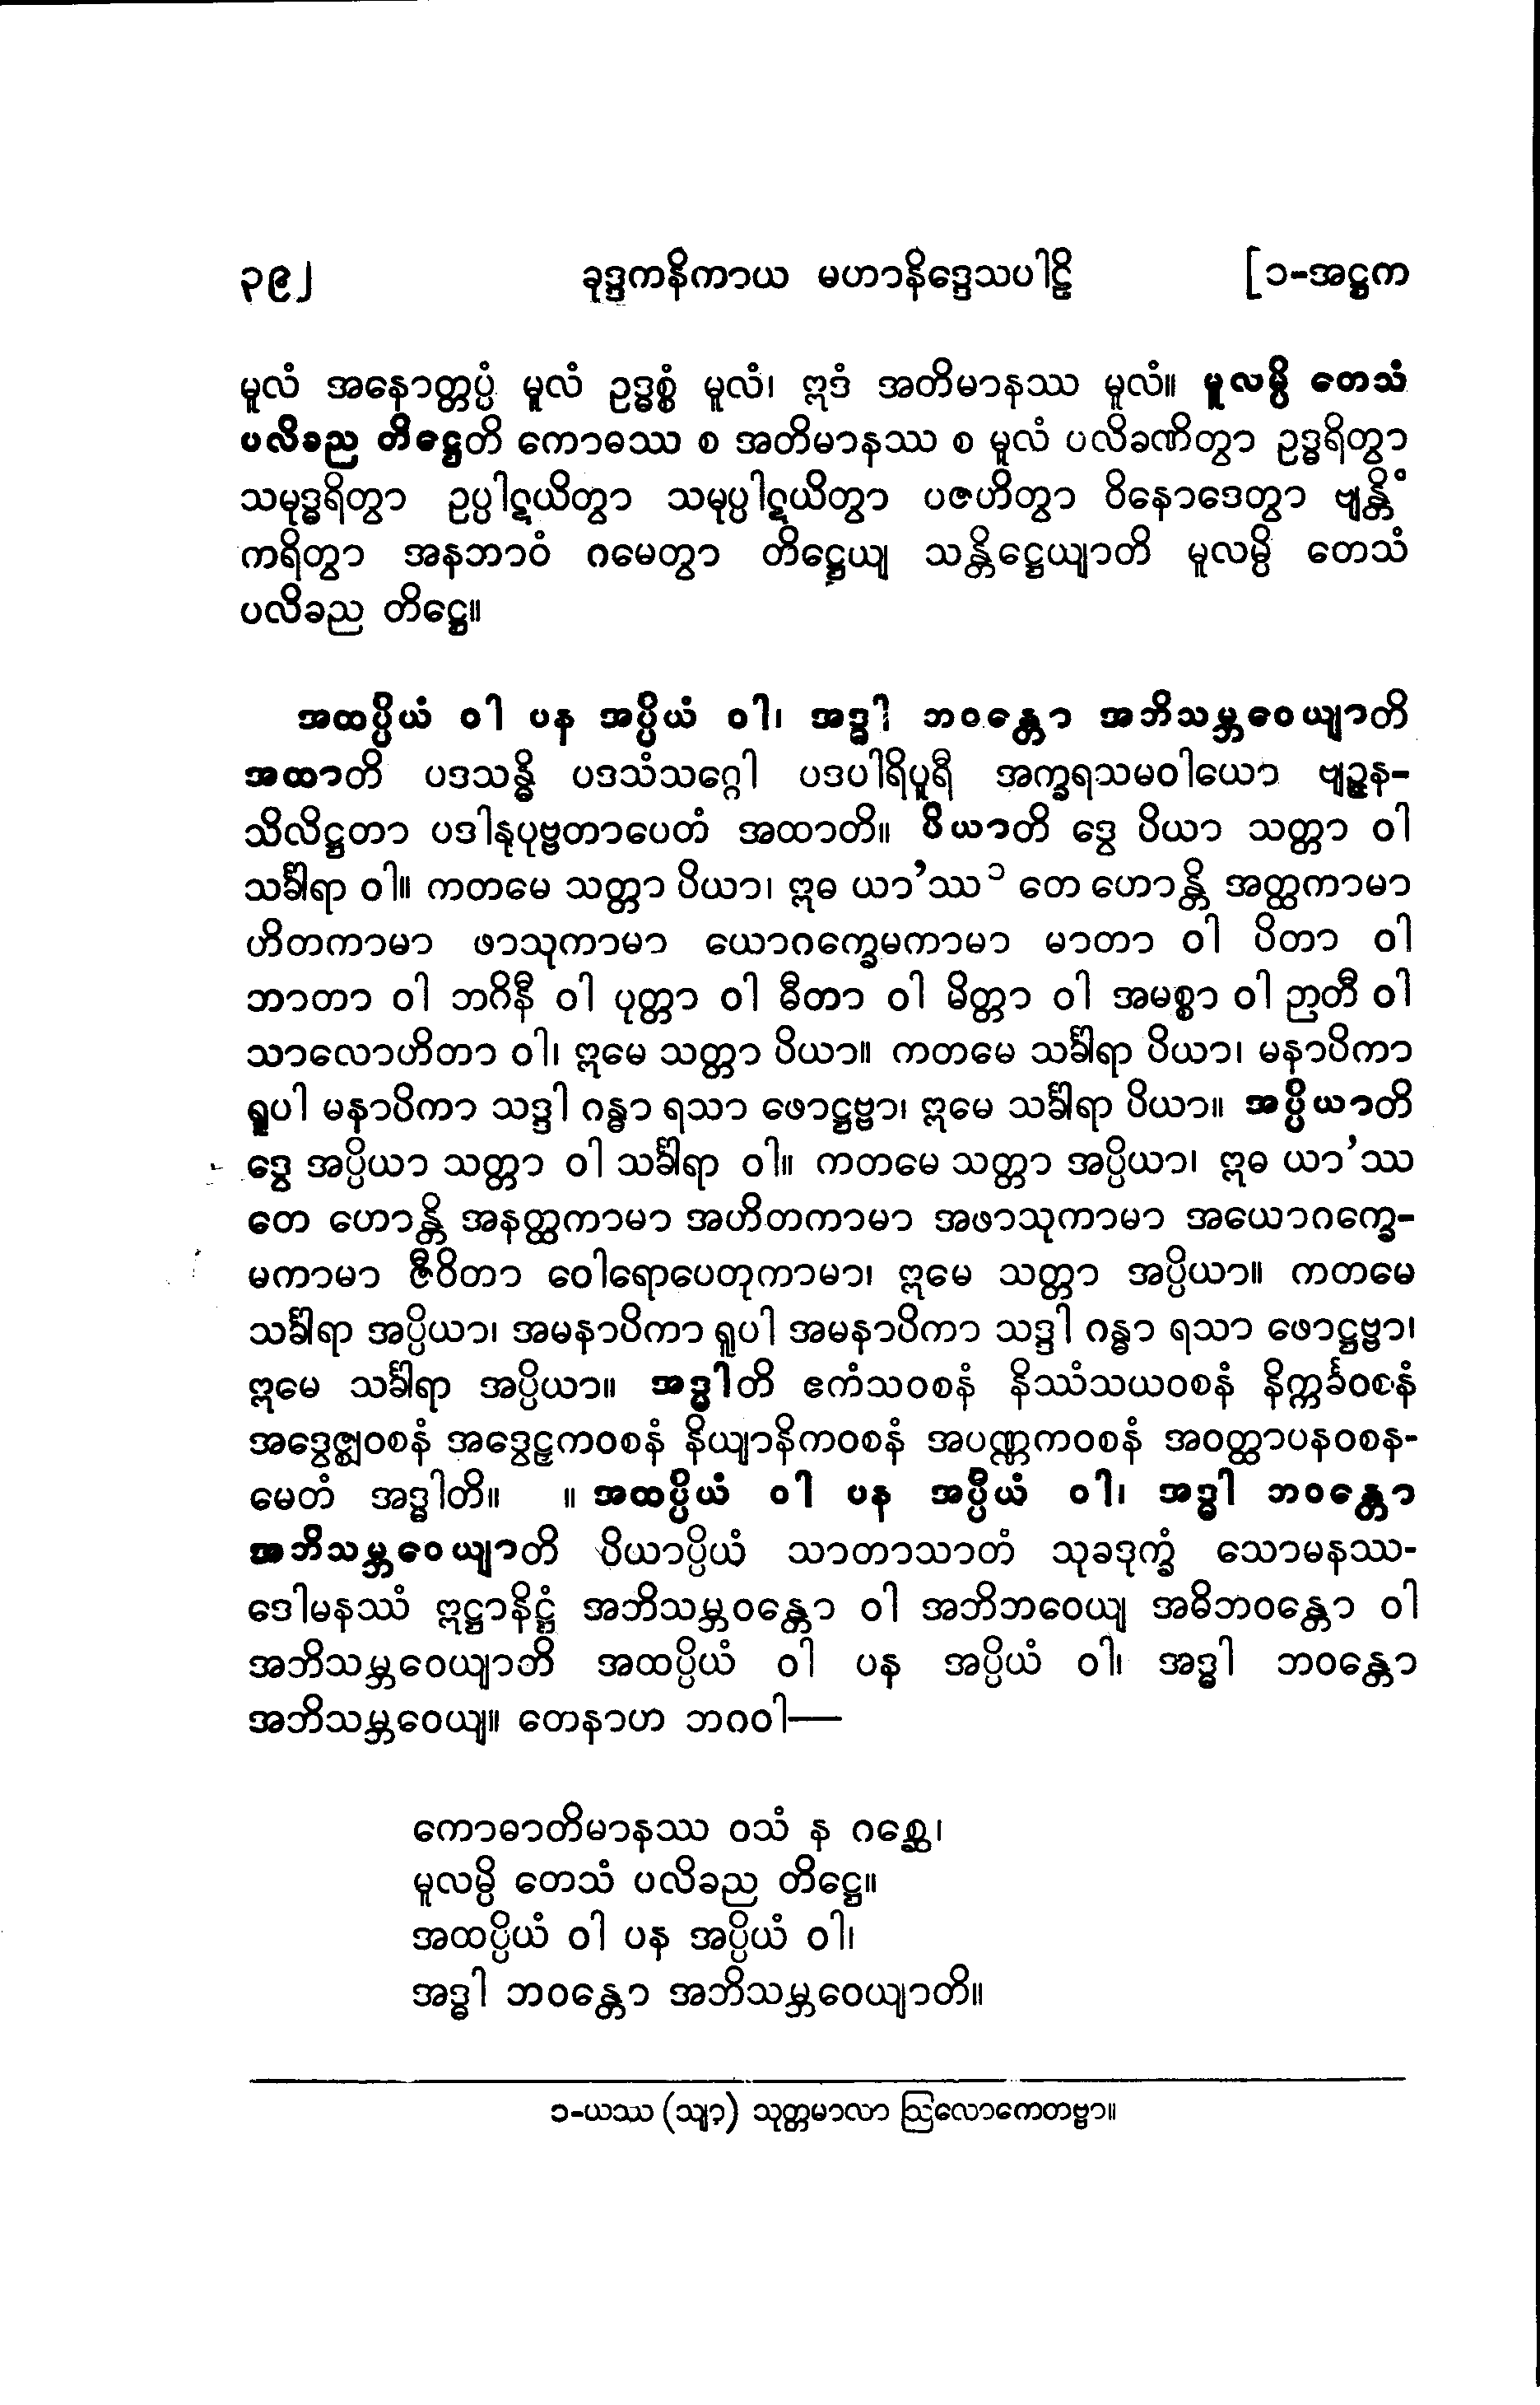 ၃၉၂ ခုဒ္ဒကနိကာယ မဟာနိဒ္ဒေသပါဠိ [၁-အဋ္ဌက
မူလံ အနောတ္တပ္ပံ မူလံ ဥဒ္ဓစ္စံ မူလံ၊ ဣဒံ အတိမာနဿ မူလံ။ မူလမ္ပိ တေသံ
ပလိခည တိဋ္ဌေတိ ကောဓဿ စ အတိမာနဿ စ မူလံ ပလိခဏိတွာ ဥဒ္ဓရိတွာ
သမုဒ္ဓရိတွာ ဥပ္ပါဋယိတွာ သမုပ္ပါဋယိတွာ ပဇဟိတွာ ဝိနောဒေတွာ ဗျန္တိံ
ကရိတွာ အနဘာဝံ ဂမေတွာ တိဋ္ဌေယျ သန္တိဋ္ဌေယျာတိ မူလမ္ပိ တေသံ
ပလိခည တိဋ္ဌေ။
အထပ္ပိယံ ဝါ ပန အပ္ပိယံ ဝါ၊ အဒ္ဓါ ဘဝန္တော အဘိသမ္ဘဝေယျာတိ
အထာတိ ပဒသန္ဓိ ပဒသံသဂ္ဂေါ ပဒပါရိပူရီ အက္ခရသမဝါယော ဗျဉ္ဇန-
သိလိဋ္ဌတာ ပဒါနုပုဗ္ဗတာပေတံ အထာတိ။ ပိယာတိ ဒွေ ပိယာ သတ္တာ ဝါ
သင်္ခါရာ ဝါ။ ကတမေ သတ္တာ ပိယာ၊ ဣဓ ယာ’ဿ ၁ တေ ဟောန္တိ အတ္ထကာမာ
ဟိတကာမာ ဖာသုကာမာ ယောဂက္ခေမကာမာ မာတာ ဝါ ပိတာ ဝါ
ဘာတာ ဝါ ဘဂိနီ ဝါ ပုတ္တာ ဝါ ဓီတာ ဝါ မိတ္တာ ဝါ အမစ္စာ ဝါ ဉာတီ ဝါ
သာလောဟိတာ ဝါ၊ ဣမေ သတ္တာ ပိယာ။ ကတမေ သင်္ခါရာ ပိယာ၊ မနာပိကာ
ရူပါ မနာပိကာ သဒ္ဒါ ဂန္ဓာ ရသာ ဖောဋ္ဌဗ္ဗာ၊ ဣမေ သင်္ခါရာ ပိယာ။ အပ္ပိယာတိ
ဒွေ အပ္ပိယာ သတ္တာ ဝါ သင်္ခါရာ ဝါ။ ကတမေ သတ္တာ အပ္ပိယာ၊ ဣဓ ယာ’ဿ
တေ ဟောန္တိ အနတ္ထကာမာ အဟိတကာမာ အဖာသုကာမာ အယောဂက္ခေ-
မကာမာ ဇီဝိတာ ဝေါရောပေတုကာမာ၊ ဣမေ သတ္တာ အပ္ပိယာ။ ကတမေ
သင်္ခါရာ အပ္ပိယာ၊ အမနာပိကာ ရူပါ အမနာပိကာ သဒ္ဒါ ဂန္ဓာ ရသာ ဖောဋ္ဌဗ္ဗာ၊
ဣမေ သင်္ခါရာ အပ္ပိယာ။ အဒ္ဓါတိ ဧကံသဝစနံ နိဿံသယဝစနံ နိက္ကင်္ခဝစနံ
အဒွေဇ္ဈဝစနံ အဒွေဠှကဝစနံ နိယျာနိကဝစနံ အပဏ္ဏကဝစနံ အဝတ္ထာပနဝစန-
မေတံ အဒ္ဓါတိ။ ။ အထပ္ပိယံ ဝါ ပန အပ္ပိယံ ဝါ၊ အဒ္ဓါ ဘဝန္တော
အဘိသမ္ဘဝေယျာတိ ပိယာပ္ပိယံ သာတာသာတံ သုခဒုက္ခံ သောမနဿ-
ဒေါမနဿံ ဣဋ္ဌာနိဋ္ဌံ အဘိသမ္ဘဝန္တော ဝါ အဘိဘဝေယျ အဓိဘဝန္တော ဝါ
အဘိသမ္ဘဝေယျာတိ အထပ္ပိယံ ဝါ ပန အပ္ပိယံ ဝါ၊ အဒ္ဓါ ဘဝန္တော
အဘိသမ္ဘဝေယျ။ တေနာဟ ဘဂဝါ—
ကောဓာတိမာနဿ ဝသံ န ဂစ္ဆေ၊
မူလမ္ပိ တေသံ ပလိခည တိဋ္ဌေ။
အထပ္ပိယံ ဝါ ပန အပ္ပိယံ ဝါ၊
အဒ္ဓါ ဘဝန္တော အဘိသမ္ဘဝေယျာတိ။
၁-ယဿ (သျာ) သုတ္တမာလာ ဩလောကေတဗ္ဗာ။